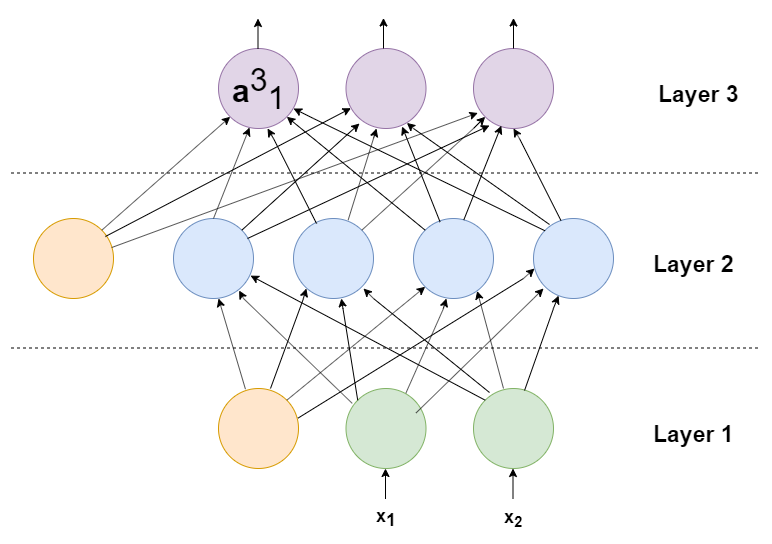 a³₁
Layer 3
Layer 2
Layer 1
x₁
x₂